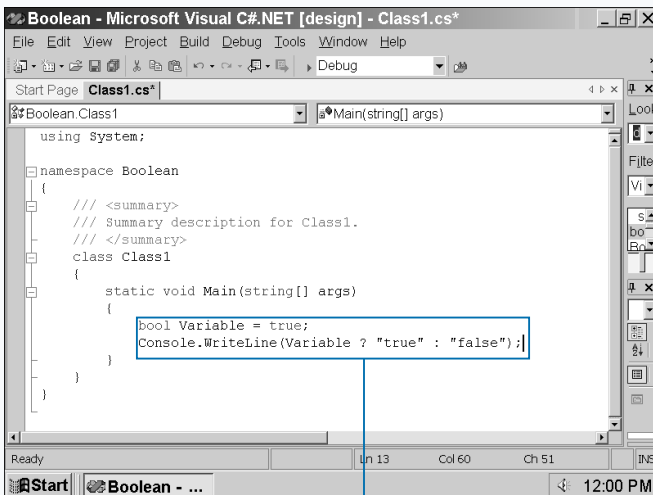 Boolean - Microsoft Visual C#.NET [design] - Class1.cs*
File Edit View Project Build Debug Tools Window Help
Debug
Start Page Class1.cs*
Boolean.Class1 Main(string[] args)
using System;
namespace Boolean
{
/// <summary>
/// Summary description for Class1.
/// </summary>
class Class1
{
static void Main(string[] args)
{
bool Variable = true;
Console.WriteLine(Variable ? "true" : "false");
}
}
}
Ready Ln 13 Col 60 Ch 51 INS
Start Boolean - ... 12:00 PM